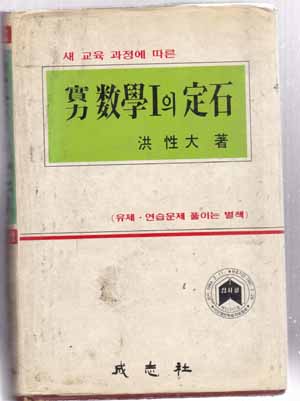 새 교육 과정에 따른
實力 數學Ⅰ의 定石
洪性大 著
(유제·연습문제 풀이는 별책)
成志社